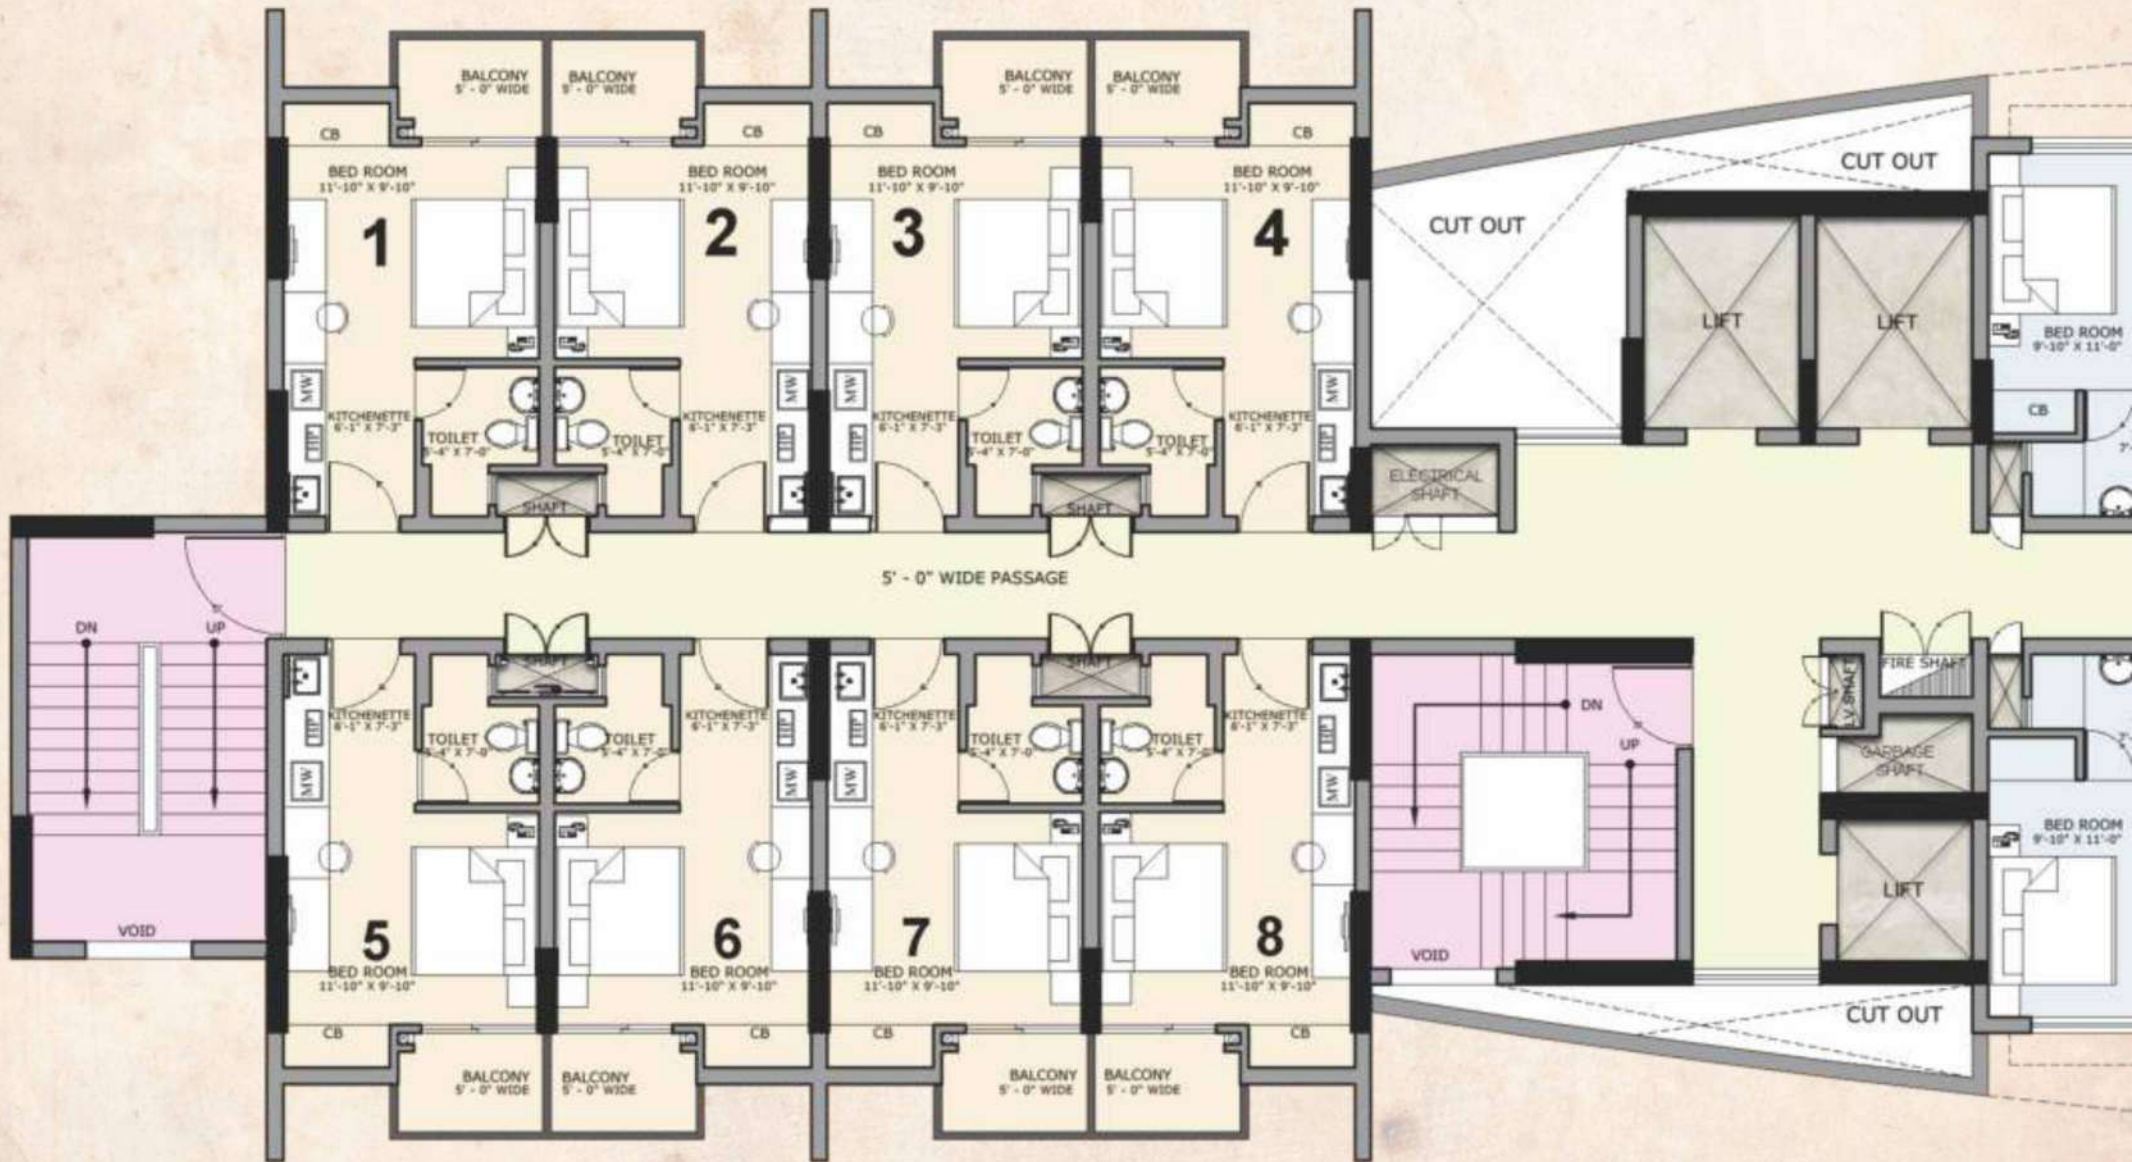 BALCONY
5' - 0" WIDE
BALCONY
5' - 0" WIDE
BALCONY
5' - 0" WIDE
BALCONY
5' - 0" WIDE
CB
CB
CB
CB
BED ROOM
11'-10" X 9'-10"
BED ROOM
11'-10" X 9'-10"
BED ROOM
11'-10" X 9'-10"
BED ROOM
11'-10" X 9'-10"
1
2
3
4
CUT OUT
CUT OUT
LIFT
LIFT
BED ROOM
9'-10" X 11'-0"
CB
MW
MW
MW
MW
KITCHENETTE
6'-1" X 7'-3"
KITCHENETTE
6'-1" X 7'-3"
KITCHENETTE
6'-1" X 7'-3"
KITCHENETTE
6'-1" X 7'-3"
HP
HP
HP
HP
TOILET
5'-4" X 7'-0"
TOILET
5'-4" X 7'-0"
TOILET
5'-4" X 7'-0"
TOILET
5'-4" X 7'-0"
SHAFT
SHAFT
ELECTRICAL
SHAFT
5' - 0" WIDE PASSAGE
DN
UP
VOID
SHAFT
SHAFT
KITCHENETTE
6'-1" X 7'-3"
KITCHENETTE
6'-1" X 7'-3"
KITCHENETTE
6'-1" X 7'-3"
KITCHENETTE
6'-1" X 7'-3"
HP
HP
HP
HP
TOILET
5'-4" X 7'-0"
TOILET
5'-4" X 7'-0"
TOILET
5'-4" X 7'-0"
TOILET
5'-4" X 7'-0"
MW
MW
MW
MW
DN
UP
VOID
L.V. SHAFT
FIRE SHAFT
GARBAGE
SHAFT
LIFT
BED ROOM
9'-10" X 11'-0"
5
6
7
8
BED ROOM
11'-10" X 9'-10"
BED ROOM
11'-10" X 9'-10"
BED ROOM
11'-10" X 9'-10"
BED ROOM
11'-10" X 9'-10"
CB
CB
CB
CB
CUT OUT
BALCONY
5' - 0" WIDE
BALCONY
5' - 0" WIDE
BALCONY
5' - 0" WIDE
BALCONY
5' - 0" WIDE